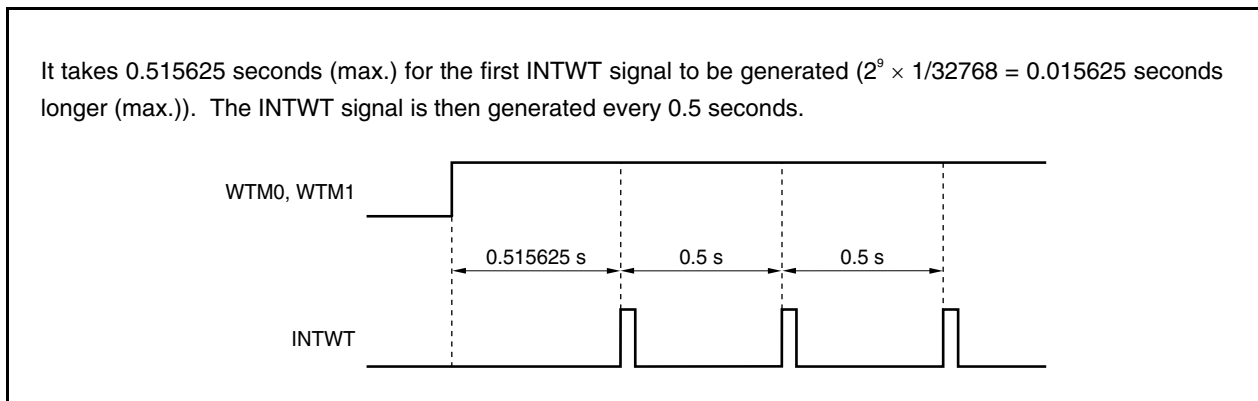 It takes 0.515625 seconds (max.) for the first INTWT signal to be generated (2⁹ × 1/32768 = 0.015625 seconds
longer (max.)).  The INTWT signal is then generated every 0.5 seconds.
WTM0, WTM1
0.515625 s
0.5 s
0.5 s
INTWT